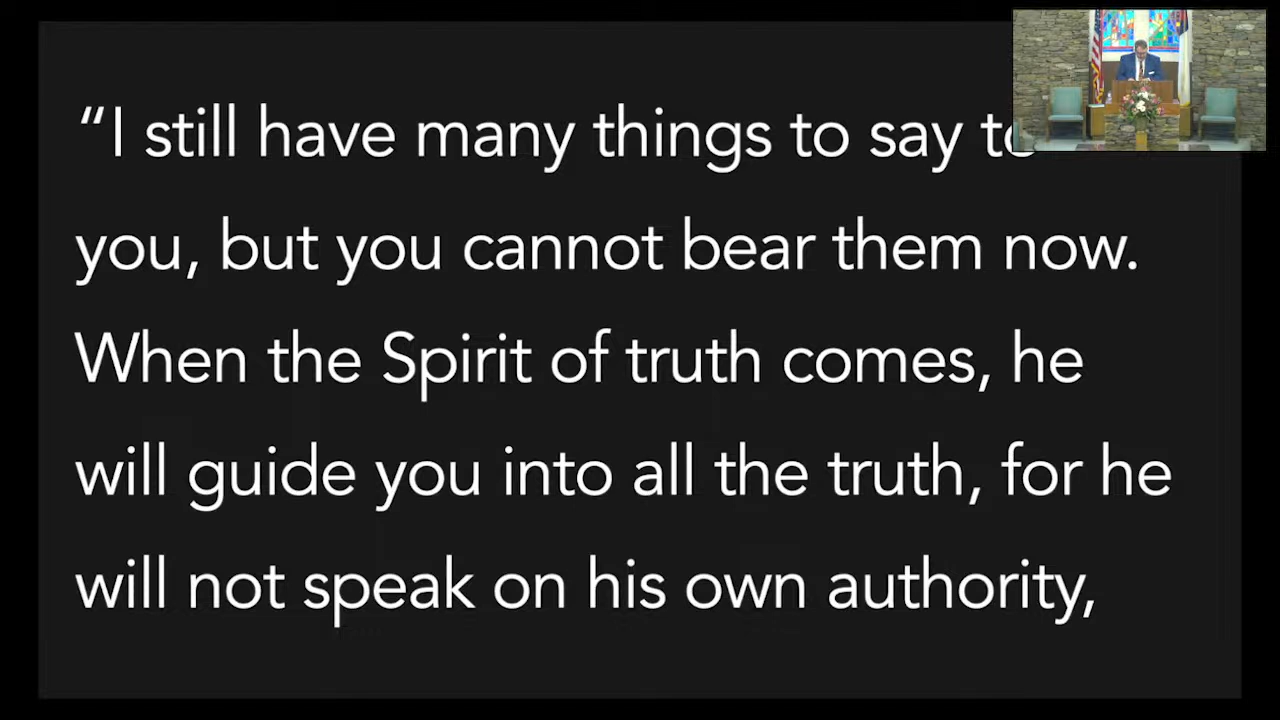 “I still have many things to say to
you, but you cannot bear them now.
When the Spirit of truth comes, he
will guide you into all the truth, for he
will not speak on his own authority,